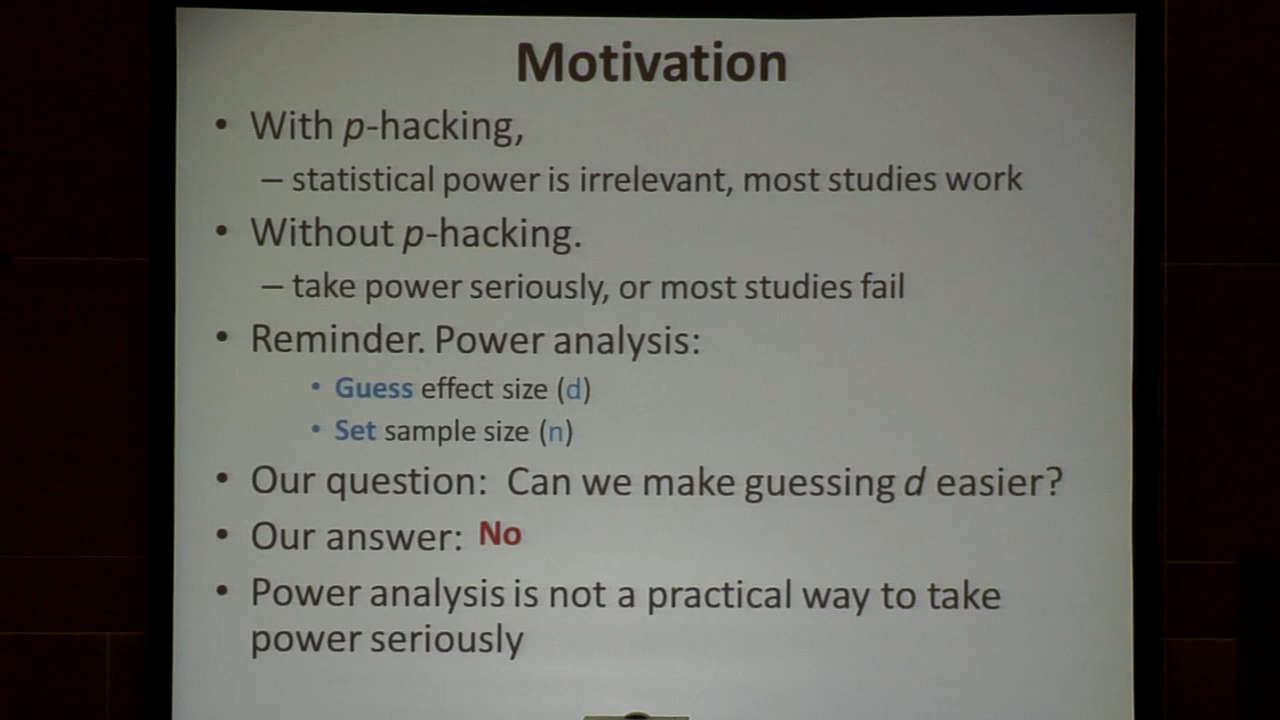 Motivation
• With p-hacking,
– statistical power is irrelevant, most studies work
• Without p-hacking.
– take power seriously, or most studies fail
• Reminder. Power analysis:
• Guess effect size (d)
• Set sample size (n)
• Our question: Can we make guessing d easier?
• Our answer: No
• Power analysis is not a practical way to take
power seriously